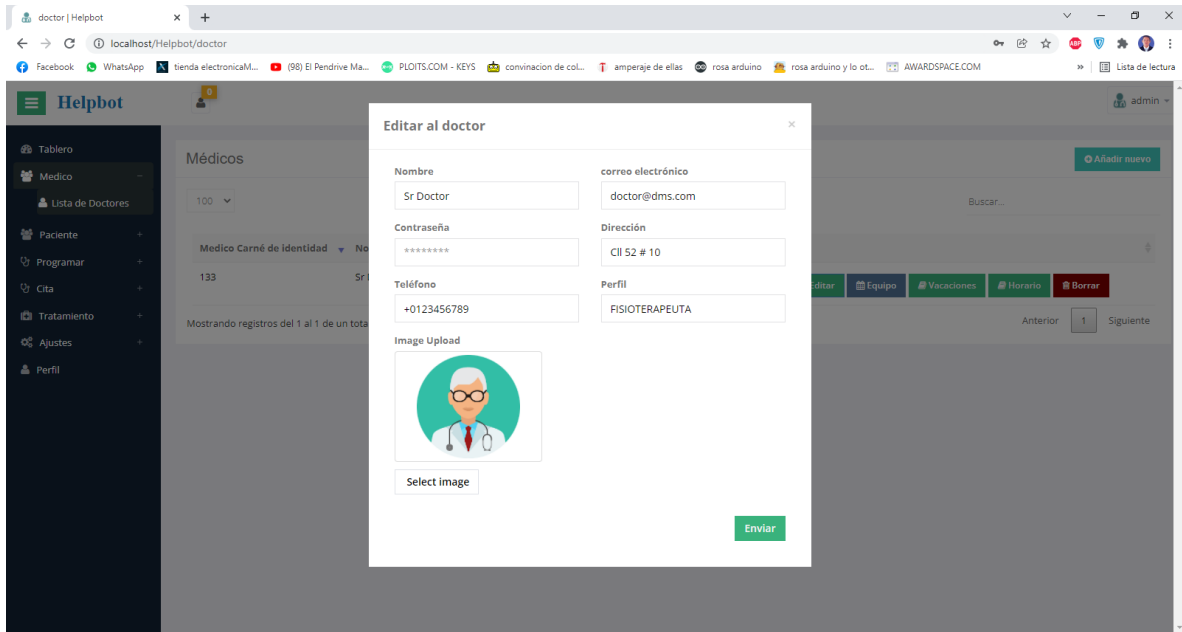 doctor | Helpbot
localhost/Helpbot/doctor
ABP
Facebook WhatsApp tienda electronicaM... (98) El Pendrive Ma... PLOITS.COM - KEYS convinacion de col... amperaje de ellas rosa arduino rosa arduino y lo ot... AWARDSPACE.COM » Lista de lectura
Helpbot
0
admin
Tablero
Medico
Lista de Doctores
Paciente
Programar
Cita
Tratamiento
Ajustes
Perfil
Médicos
Añadir nuevo
100
Buscar...
Medico Carné de identidad No
133 Sr
Editar Equipo Vacaciones Horario Borrar
Mostrando registros del 1 al 1 de un tota
Anterior 1 Siguiente
Editar al doctor ×
Nombre correo electrónico
Sr Doctor doctor@dms.com
Contraseña Dirección
******** Cll 52 # 10
Teléfono Perfil
+0123456789 FISIOTERAPEUTA
Image Upload
Select image
Enviar